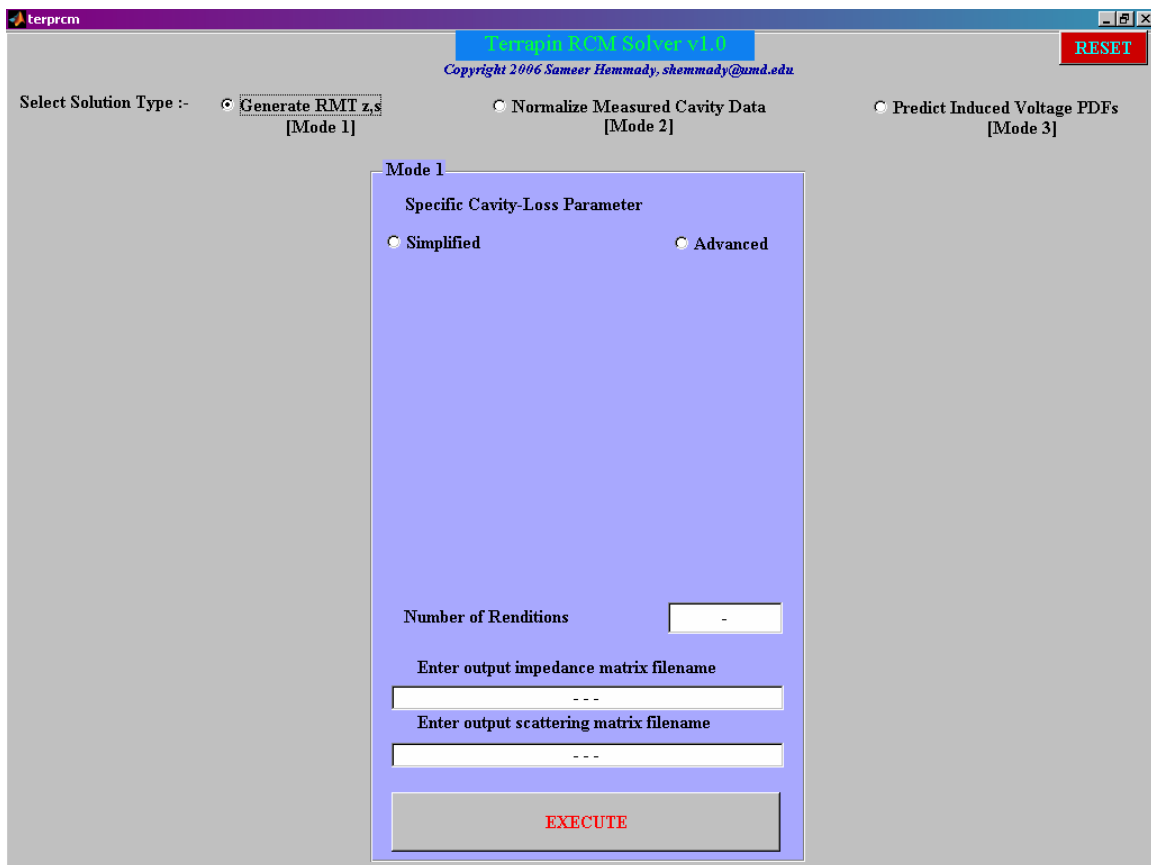 terprcm
Terrapin RCM Solver v1.0
RESET
Copyright 2006 Sameer Hemmady, shemmady@umd.edu
Select Solution Type :-
Generate RMT z,s
[Mode 1]
Normalize Measured Cavity Data
[Mode 2]
Predict Induced Voltage PDFs
[Mode 3]
Mode 1
Specific Cavity-Loss Parameter
Simplified
Advanced
Number of Renditions
-
Enter output impedance matrix filename
- - -
Enter output scattering matrix filename
- - -
EXECUTE